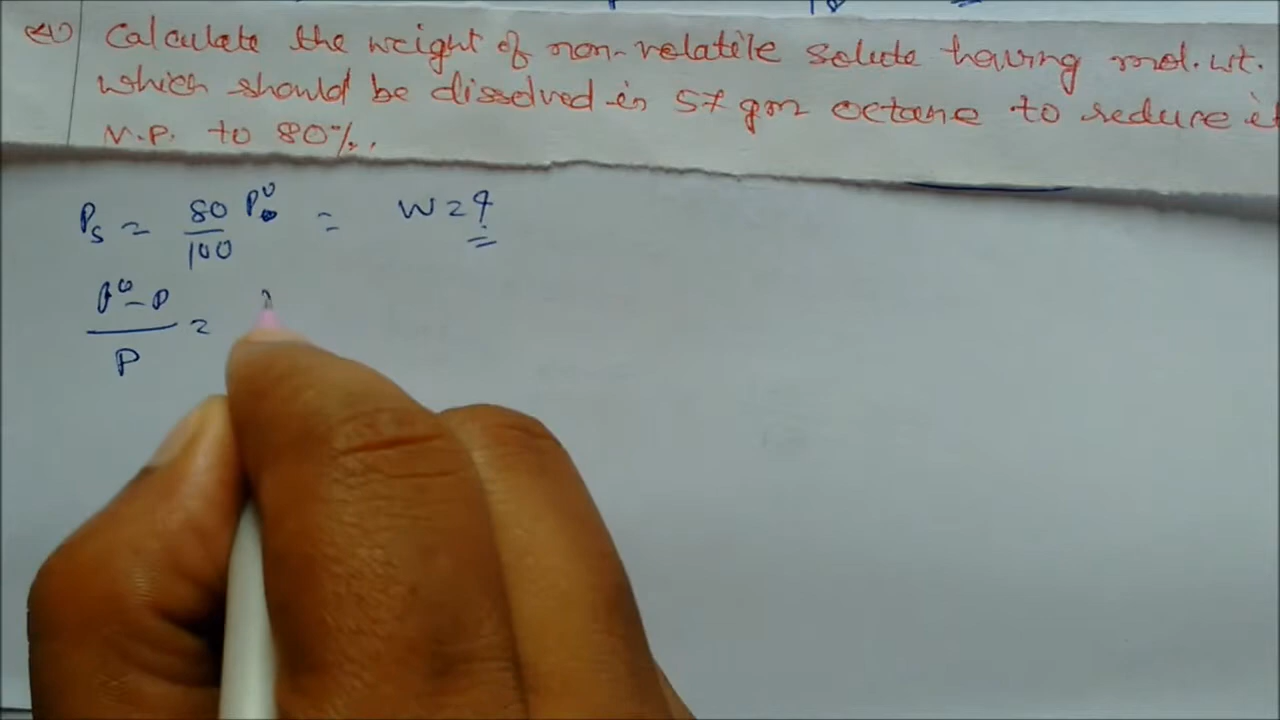 Calculate the weight of non-volatile solute having mol. wt.
which should be dissolved in 57 gm octane to reduce
V.P. to 80%.
Ps = 80/100 P° = W = ?
P° - P / P =